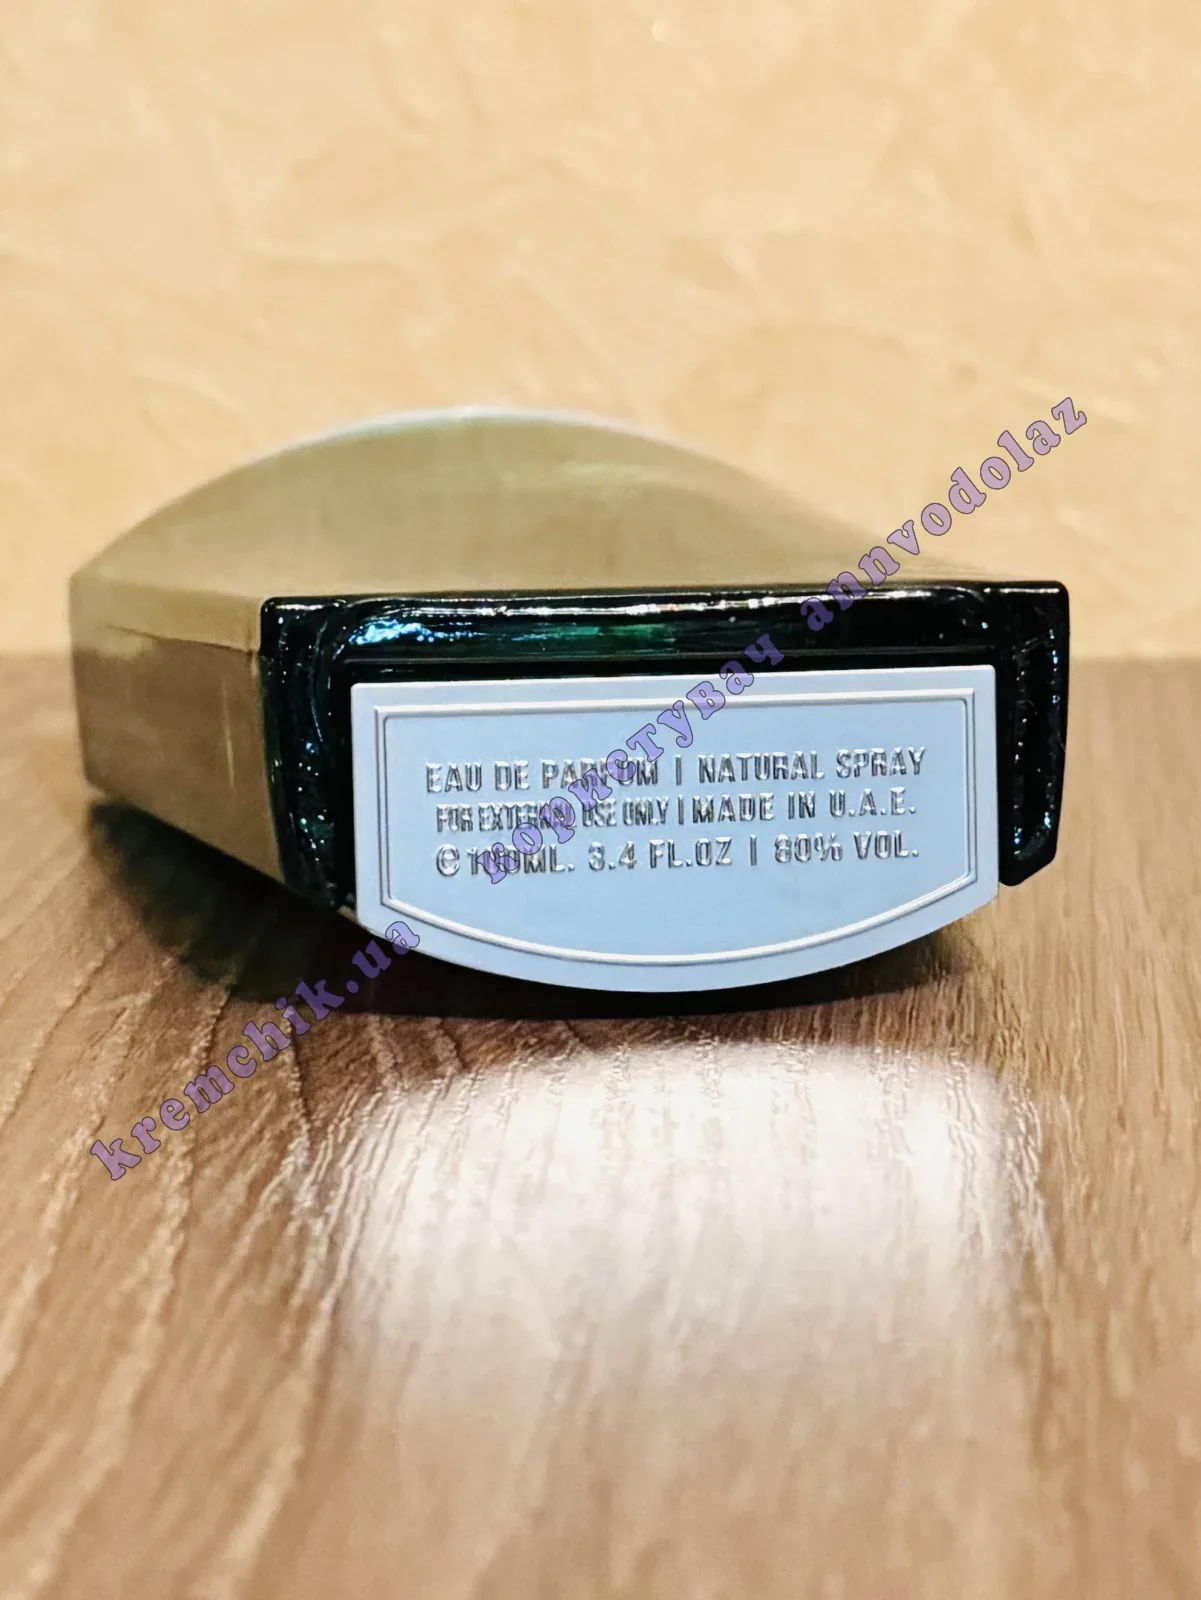 EAU DE PARFUM | NATURAL SPRAY
FOR EXTERNAL USE ONLY | MADE IN U.A.E.
℮ 100ML. 3.4 FL.OZ | 80% VOL.
kremchik.ua користувач annvodolaz